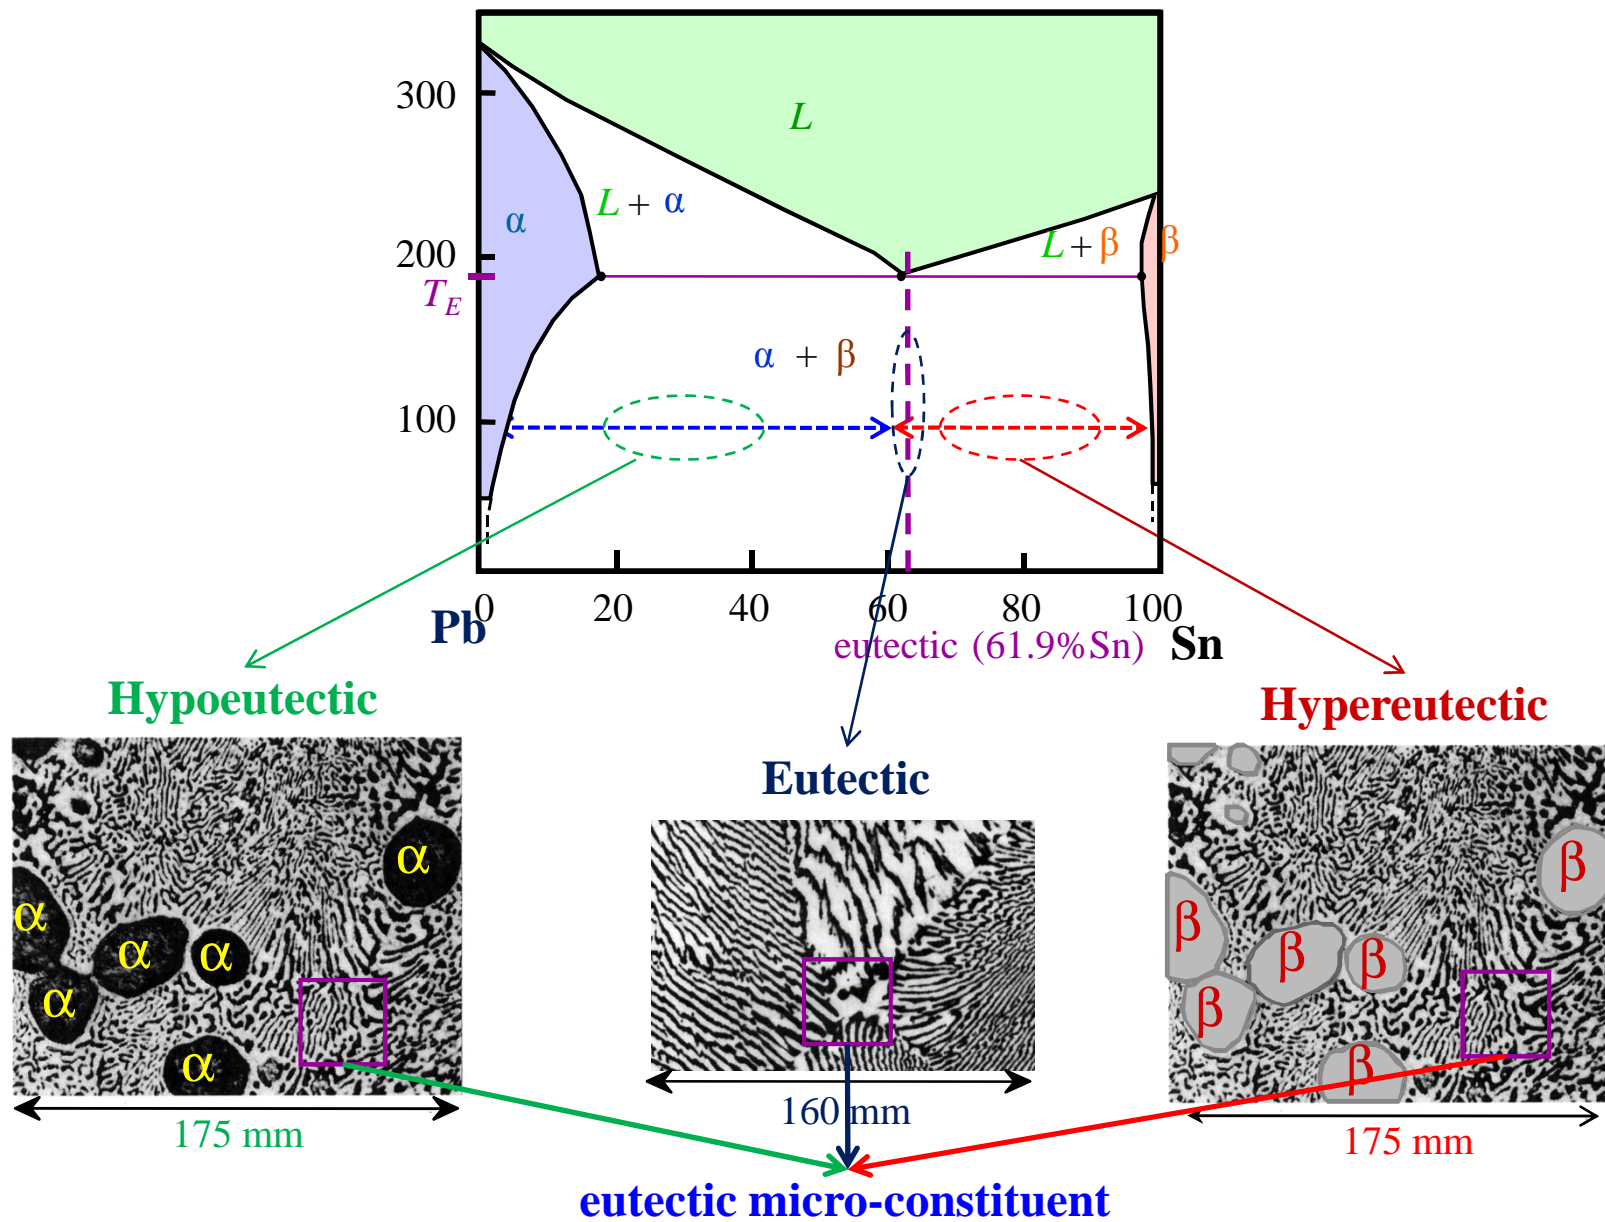 300
L
L + α
α
L + β
β
200
T_E
α + β
100
0
20
40
60
80
100
Pb
eutectic (61.9%Sn)
Sn
Hypoeutectic
Eutectic
Hypereutectic
α
α
α
α
α
α
β
β
β
β
β
β
175 mm
160 mm
175 mm
eutectic micro-constituent